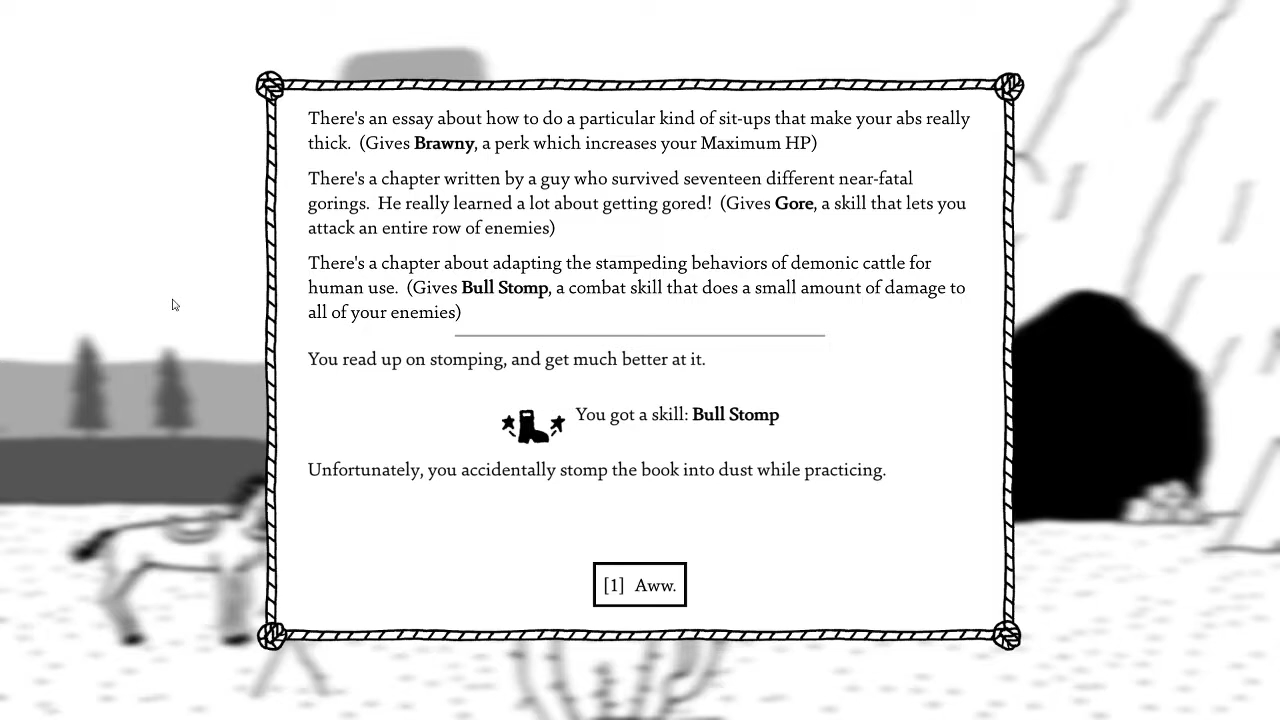 There's an essay about how to do a particular kind of sit-ups that make your abs really
thick.  (Gives Brawny, a perk which increases your Maximum HP)
There's a chapter written by a guy who survived seventeen different near-fatal
gorings.  He really learned a lot about getting gored!  (Gives Gore, a skill that lets you
attack an entire row of enemies)
There's a chapter about adapting the stampeding behaviors of demonic cattle for
human use.  (Gives Bull Stomp, a combat skill that does a small amount of damage to
all of your enemies)
You read up on stomping, and get much better at it.
You got a skill: Bull Stomp
Unfortunately, you accidentally stomp the book into dust while practicing.
[1]  Aww.